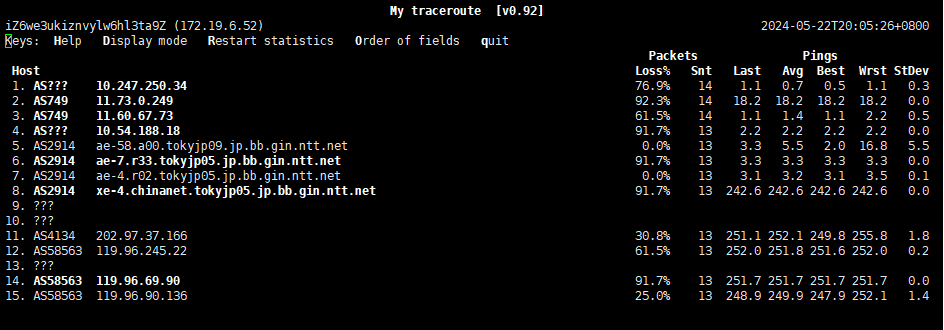 My traceroute  [v0.92]
iZ6we3ukiznvylw6hl3ta9Z (172.19.6.52) 2024-05-22T20:05:26+0800
Keys:  Help   Display mode   Restart statistics   Order of fields   quit
Packets Pings
Host Loss% Snt Last Avg Best Wrst StDev
1. AS??? 10.247.250.34 76.9% 14 1.1 0.7 0.5 1.1 0.3
2. AS749 11.73.0.249 92.3% 14 18.2 18.2 18.2 18.2 0.0
3. AS749 11.60.67.73 61.5% 14 1.1 1.4 1.1 2.2 0.5
4. AS??? 10.54.188.18 91.7% 13 2.2 2.2 2.2 2.2 0.0
5. AS2914 ae-58.a00.tokyjp09.jp.bb.gin.ntt.net 0.0% 13 3.3 5.5 2.0 16.8 5.5
6. AS2914 ae-7.r33.tokyjp05.jp.bb.gin.ntt.net 91.7% 13 3.3 3.3 3.3 3.3 0.0
7. AS2914 ae-4.r02.tokyjp05.jp.bb.gin.ntt.net 0.0% 13 3.1 3.2 3.1 3.5 0.1
8. AS2914 xe-4.chinanet.tokyjp05.jp.bb.gin.ntt.net 91.7% 13 242.6 242.6 242.6 242.6 0.0
9. ???
10. ???
11. AS4134 202.97.37.166 30.8% 13 251.1 252.1 249.8 255.8 1.8
12. AS58563 119.96.245.22 61.5% 13 252.0 251.8 251.6 252.0 0.2
13. ???
14. AS58563 119.96.69.90 91.7% 13 251.7 251.7 251.7 251.7 0.0
15. AS58563 119.96.90.136 25.0% 13 248.9 249.9 247.9 252.1 1.4